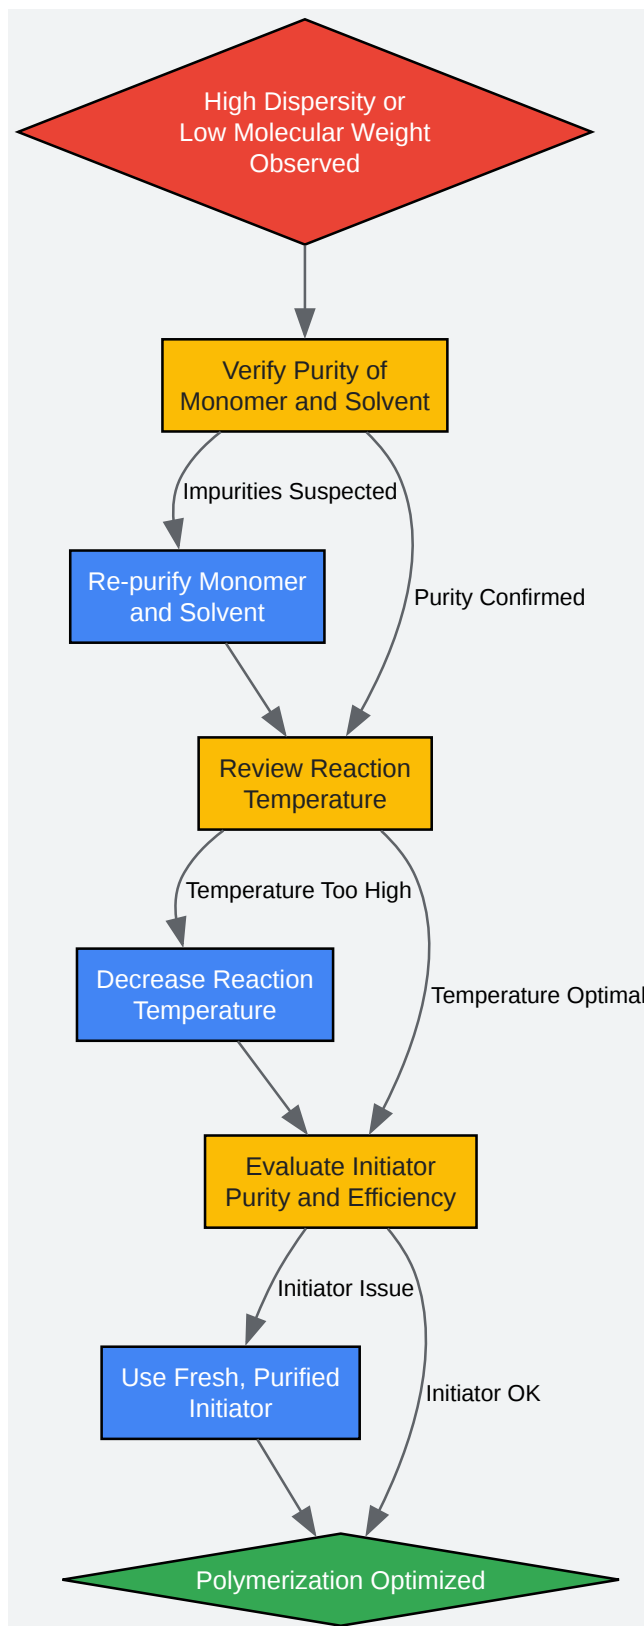 High Dispersity or
Low Molecular Weight
Observed
Verify Purity of
Monomer and Solvent
Impurities Suspected
Re-purify Monomer
and Solvent
Purity Confirmed
Review Reaction
Temperature
Temperature Too High
Decrease Reaction
Temperature
Temperature Optimal
Evaluate Initiator
Purity and Efficiency
Initiator Issue
Use Fresh, Purified
Initiator
Initiator OK
Polymerization Optimized